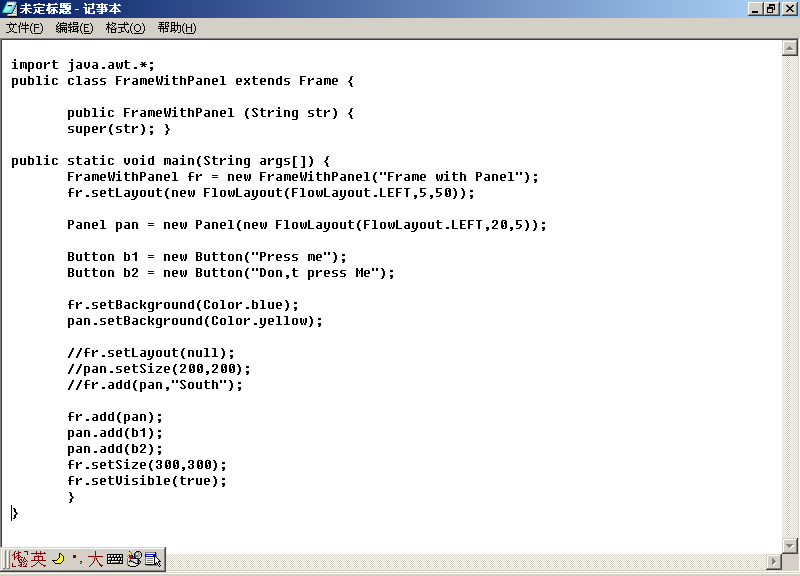 未定标题 - 记事本
文件(F) 编辑(E) 格式(O) 帮助(H)
import java.awt.*;
public class FrameWithPanel extends Frame {
public FrameWithPanel (String str) {
super(str); }
public static void main(String args[]) {
FrameWithPanel fr = new FrameWithPanel("Frame with Panel");
fr.setLayout(new FlowLayout(FlowLayout.LEFT,5,50));
Panel pan = new Panel(new FlowLayout(FlowLayout.LEFT,20,5));
Button b1 = new Button("Press me");
Button b2 = new Button("Don,t press Me");
fr.setBackground(Color.blue);
pan.setBackground(Color.yellow);
//fr.setLayout(null);
//pan.setSize(200,200);
//fr.add(pan,"South");
fr.add(pan);
pan.add(b1);
pan.add(b2);
fr.setSize(300,300);
fr.setVisible(true);
}
}
英 大